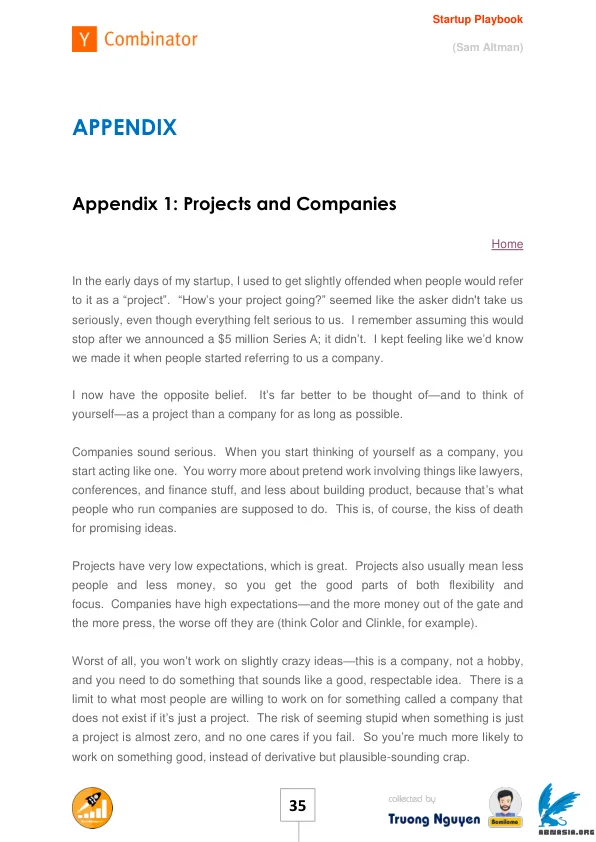 Startup Playbook
Y Combinator
(Sam Altman)
APPENDIX
Appendix 1: Projects and Companies
Home
In the early days of my startup, I used to get slightly offended when people would refer
to it as a “project”.  “How’s your project going?” seemed like the asker didn't take us
seriously, even though everything felt serious to us.  I remember assuming this would
stop after we announced a $5 million Series A; it didn’t.  I kept feeling like we’d know
we made it when people started referring to us a company.
I now have the opposite belief.  It’s far better to be thought of—and to think of
yourself—as a project than a company for as long as possible.
Companies sound serious.  When you start thinking of yourself as a company, you
start acting like one.  You worry more about pretend work involving things like lawyers,
conferences, and finance stuff, and less about building product, because that’s what
people who run companies are supposed to do.  This is, of course, the kiss of death
for promising ideas.
Projects have very low expectations, which is great.  Projects also usually mean less
people and less money, so you get the good parts of both flexibility and
focus.  Companies have high expectations—and the more money out of the gate and
the more press, the worse off they are (think Color and Clinkle, for example).
Worst of all, you won’t work on slightly crazy ideas—this is a company, not a hobby,
and you need to do something that sounds like a good, respectable idea.  There is a
limit to what most people are willing to work on for something called a company that
does not exist if it’s just a project.  The risk of seeming stupid when something is just
a project is almost zero, and no one cares if you fail.  So you’re much more likely to
work on something good, instead of derivative but plausible-sounding crap.
35
collected by
Truong Nguyen
ABNASIA.ORG